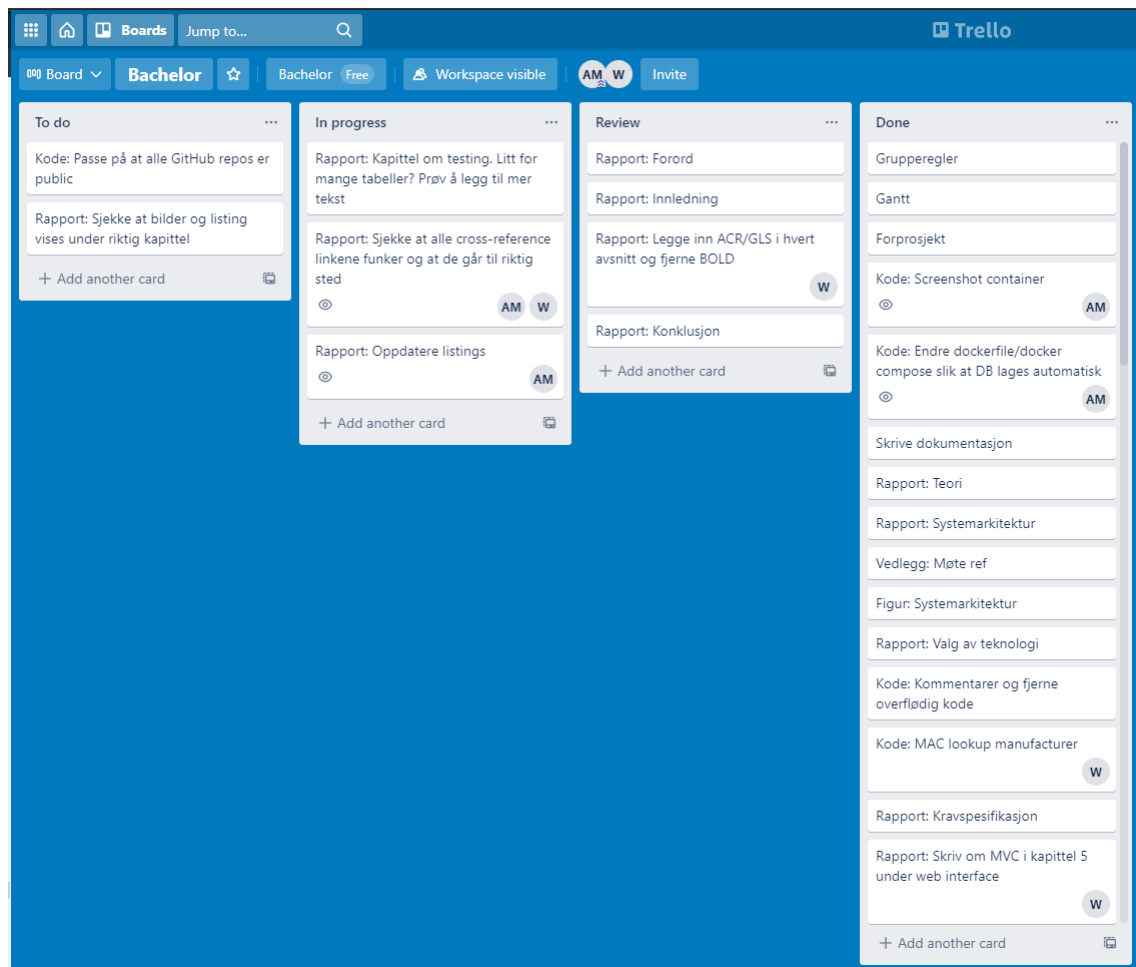 Boards
Jump to...
Trello
Board
Bachelor
Bachelor Free
Workspace visible
AM W
Invite
To do
Kode: Passe på at alle GitHub repos er
public
Rapport: Sjekke at bilder og listing
vises under riktig kapittel
+ Add another card
In progress
Rapport: Kapittel om testing. Litt for
mange tabeller? Prøv å legg til mer
tekst
Rapport: Sjekke at alle cross-reference
linkene funker og at de går til riktig
sted
AM W
Rapport: Oppdatere listings
AM
+ Add another card
Review
Rapport: Forord
Rapport: Innledning
Rapport: Legge inn ACR/GLS i hvert
avsnitt og fjerne BOLD
W
Rapport: Konklusjon
+ Add another card
Done
Grupperegler
Gantt
Forprosjekt
Kode: Screenshot container
AM
Kode: Endre dockerfile/docker
compose slik at DB lages automatisk
AM
Skrive dokumentasjon
Rapport: Teori
Rapport: Systemarkitektur
Vedlegg: Møte ref
Figur: Systemarkitektur
Rapport: Valg av teknologi
Kode: Kommentarer og fjerne
overflødig kode
Kode: MAC lookup manufacturer
W
Rapport: Kravspesifikasjon
Rapport: Skriv om MVC i kapittel 5
under web interface
W
+ Add another card